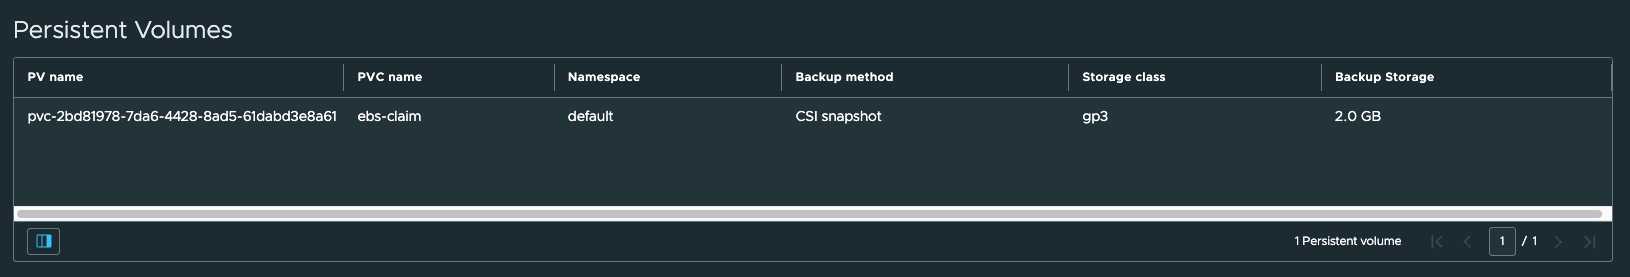 Persistent Volumes
PV name PVC name Namespace Backup method Storage class Backup Storage
pvc-2bd81978-7da6-4428-8ad5-61dabd3e8a61 ebs-claim default CSI snapshot gp3 2.0 GB
1 Persistent volume 1 / 1